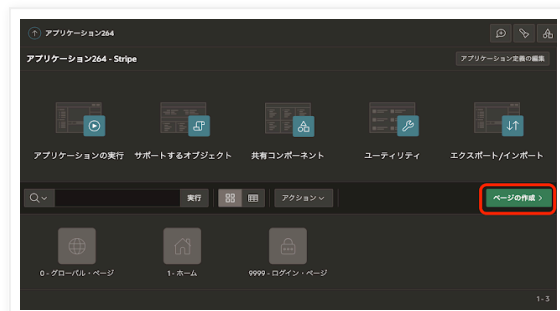 アプリケーション264
アプリケーション264 - Stripe
アプリケーション定義の編集
アプリケーションの実行
サポートするオブジェクト
共有コンポーネント
ユーティリティ
エクスポート/インポート
実行
アクション
ページの作成
0 - グローバル・ページ
1 - ホーム
9999 - ログイン・ページ
1 - 3